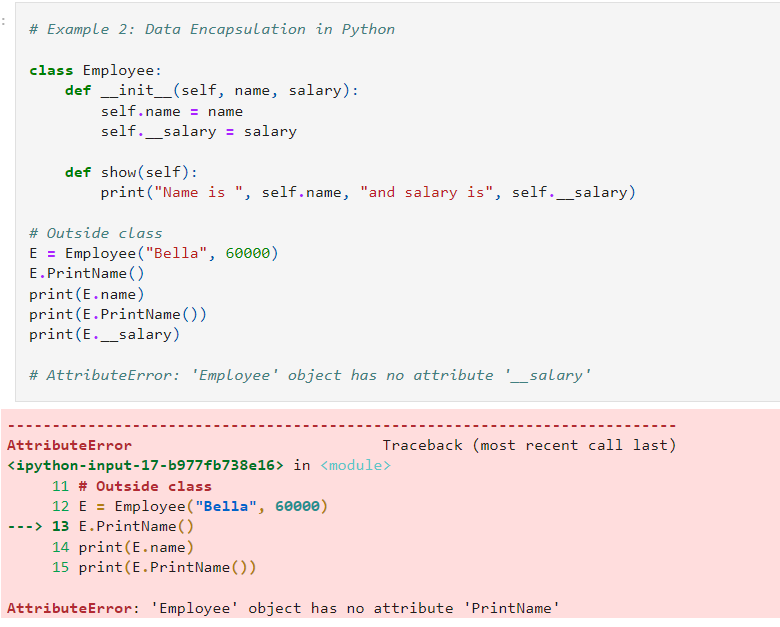 :
# Example 2: Data Encapsulation in Python
class Employee:
    def __init__(self, name, salary):
        self.name = name
        self.__salary = salary
    def show(self):
        print("Name is ", self.name, "and salary is", self.__salary)
# Outside class
E = Employee("Bella", 60000)
E.PrintName()
print(E.name)
print(E.PrintName())
print(E.__salary)
# AttributeError: 'Employee' object has no attribute '__salary'
---------------------------------------------------------------------------
AttributeError                            Traceback (most recent call last)
<ipython-input-17-b977fb738e16> in <module>
     11 # Outside class
     12 E = Employee("Bella", 60000)
---> 13 E.PrintName()
     14 print(E.name)
     15 print(E.PrintName())
AttributeError: 'Employee' object has no attribute 'PrintName'